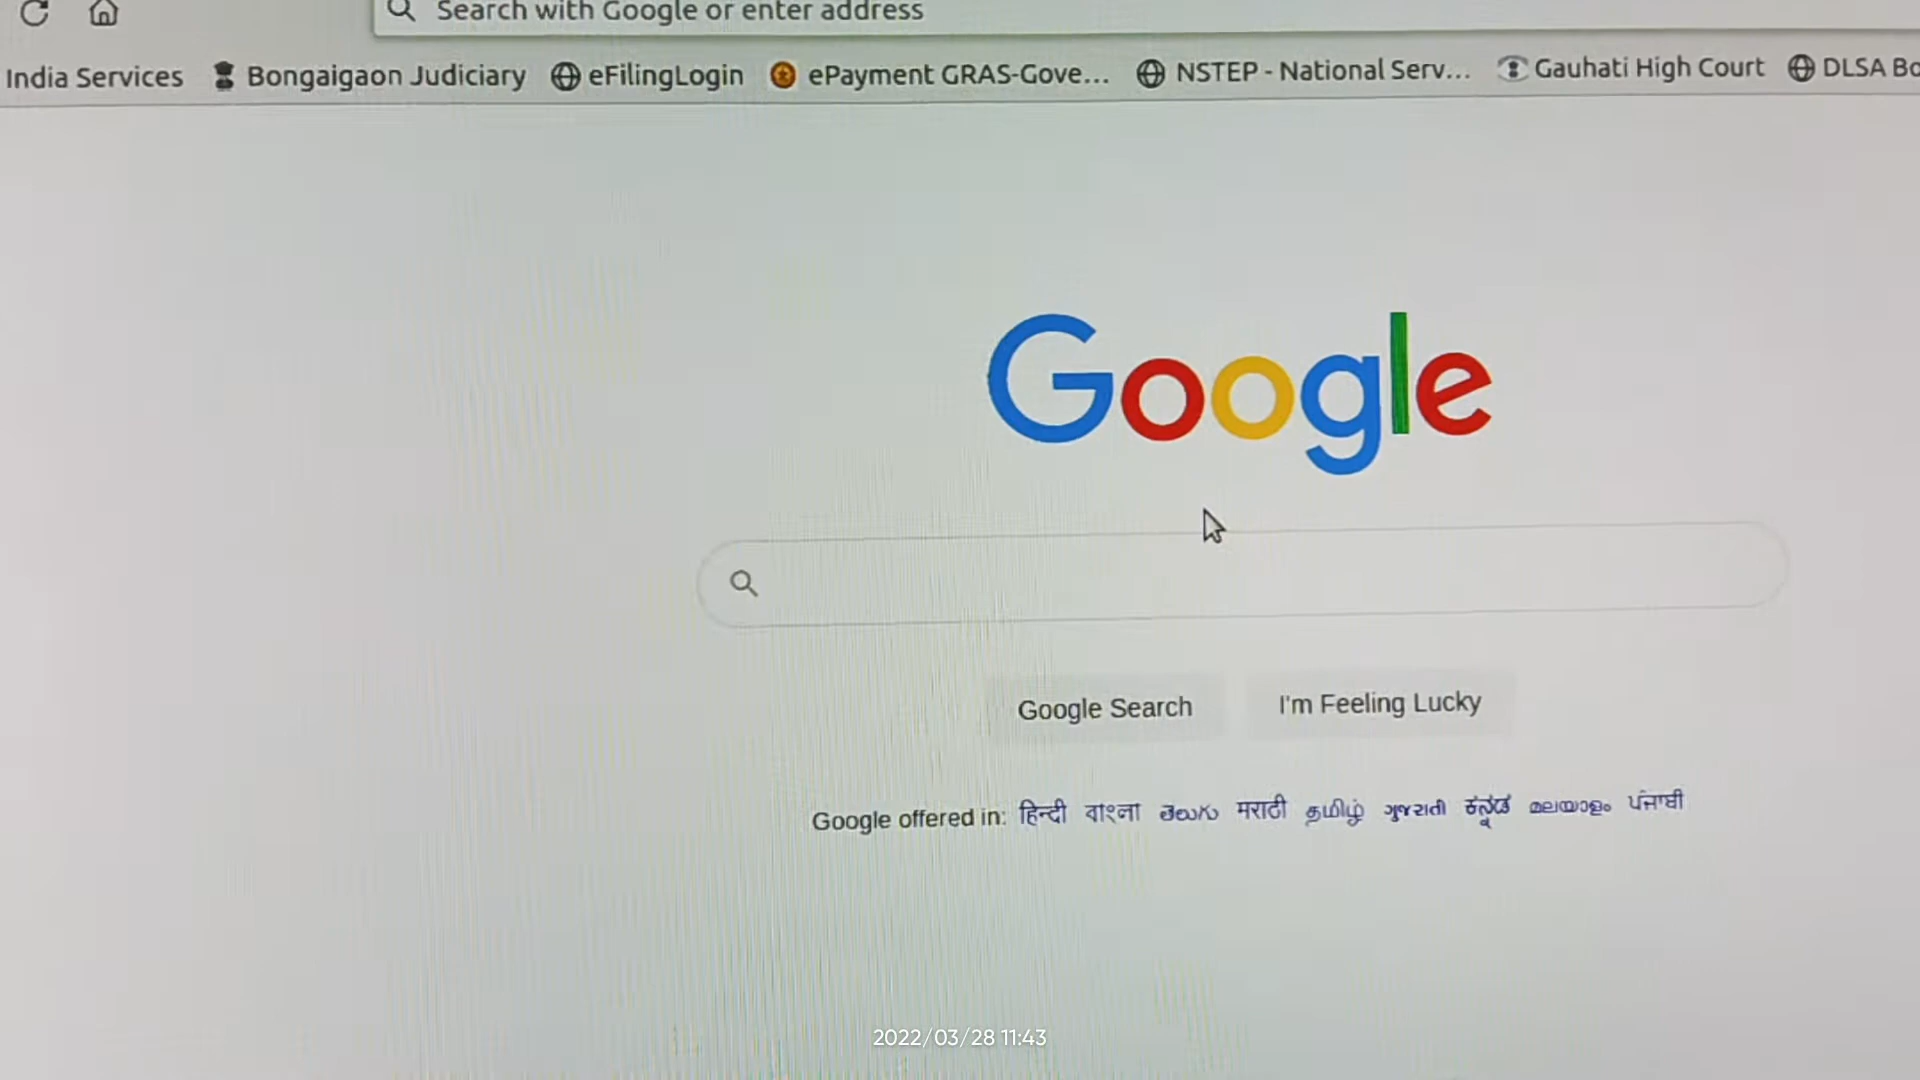 Search with Google or enter address
India Services Bongaigaon Judiciary eFilingLogin ePayment GRAS-Gove... NSTEP - National Serv... Gauhati High Court DLSA Bo
Google
Google Search I'm Feeling Lucky
Google offered in: हिन्दी বাংলা తెలుగు मराठी தமிழ் ગુજરાતી ಕನ್ನಡ മലയാളം ਪੰਜਾਬੀ
2022/03/28 11:43